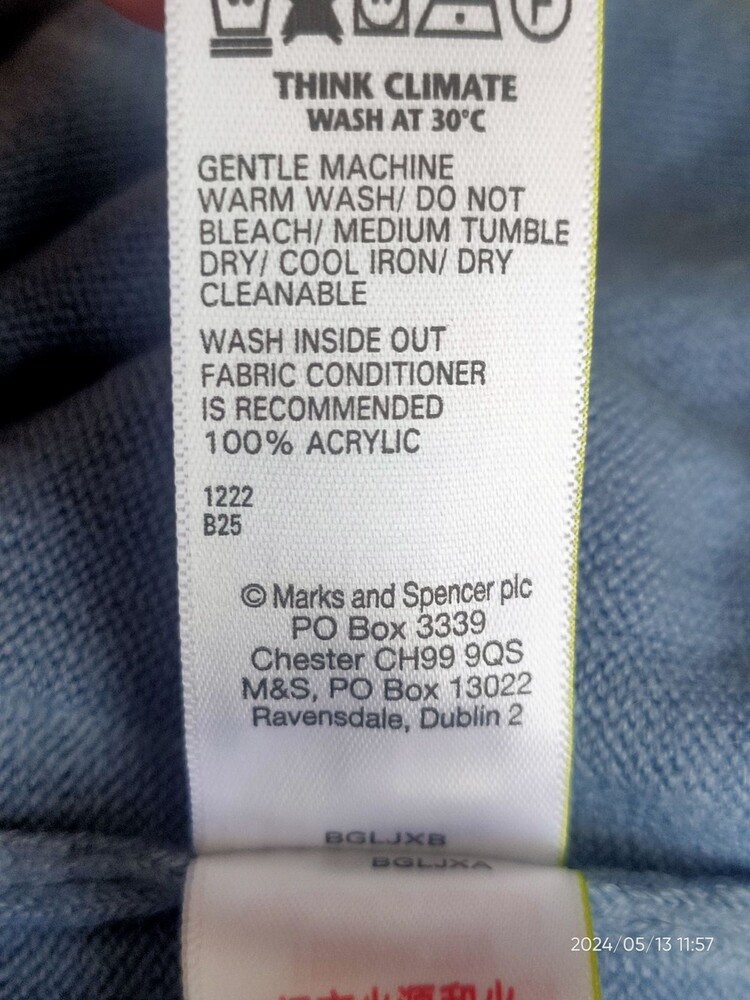 THINK CLIMATE
WASH AT 30°C
GENTLE MACHINE
WARM WASH/ DO NOT
BLEACH/ MEDIUM TUMBLE
DRY/ COOL IRON/ DRY
CLEANABLE
WASH INSIDE OUT
FABRIC CONDITIONER
IS RECOMMENDED
100% ACRYLIC
1222
B25
© Marks and Spencer plc
PO Box 3339
Chester CH99 9QS
M&S, PO Box 13022
Ravensdale, Dublin 2
BGLJXB
BGLJXA
2024/05/13 11:57